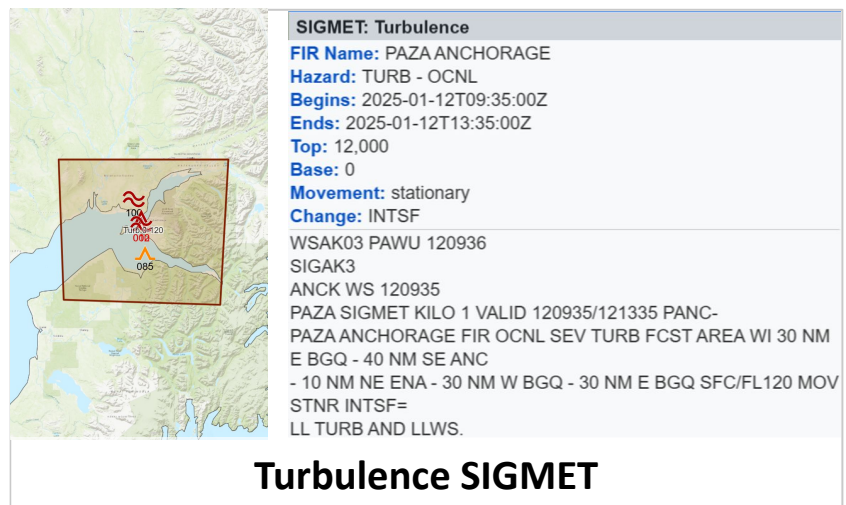 SIGMET: Turbulence
FIR Name: PAZA ANCHORAGE
Hazard: TURB - OCNL
Begins: 2025-01-12T09:35:00Z
Ends: 2025-01-12T13:35:00Z
Top: 12,000
Base: 0
Movement: stationary
Change: INTSF
WSAK03 PAWU 120936
SIGAK3
ANCK WS 120935
PAZA SIGMET KILO 1 VALID 120935/121335 PANC-
PAZA ANCHORAGE FIR OCNL SEV TURB FCST AREA WI 30 NM
E BGQ - 40 NM SE ANC
- 10 NM NE ENA - 30 NM W BGQ - 30 NM E BGQ SFC/FL120 MOV
STNR INTSF=
LL TURB AND LLWS.
100
085
Turbulence SIGMET